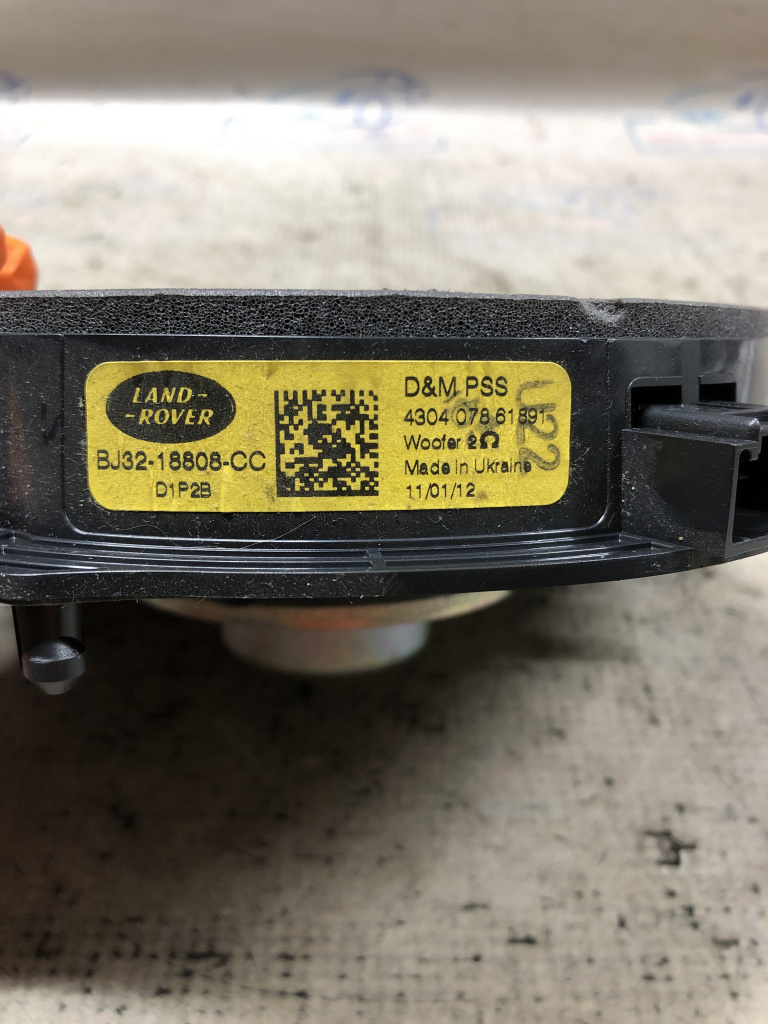 LAND-
-ROVER
BJ32-18808-CC
D1P2B
D&M PSS
4304 078 61891
Woofer 2Ω
Made in Ukraine
11/01/12
U22